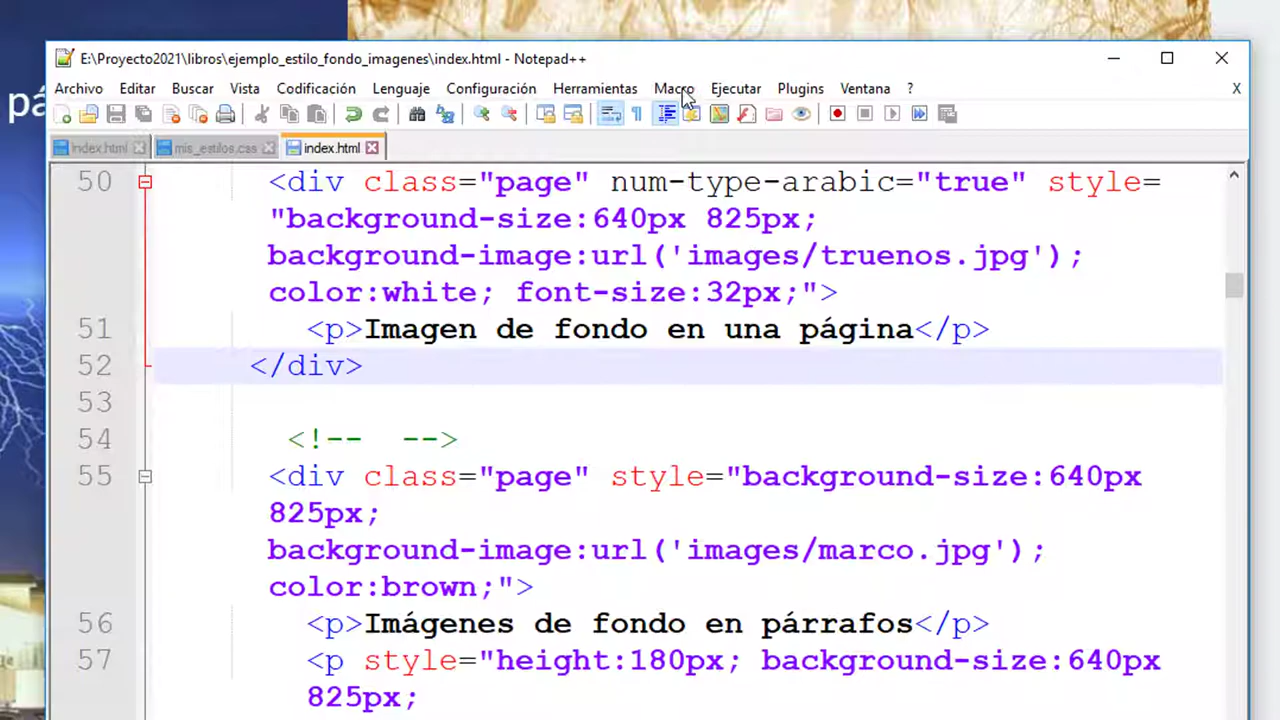 pá
E:\Proyecto2021\libros\ejemplo_estilo_fondo_imagenes\index.html - Notepad++
Archivo Editar Buscar Vista Codificación Lenguaje Configuración Herramientas Macro Ejecutar Plugins Ventana ? X
index.html mis_estilos.css index.html
50 <div class="page" num-type-arabic="true" style=
"background-size:640px 825px;
background-image:url('images/truenos.jpg');
color:white; font-size:32px;">
51 <p>Imagen de fondo en una página</p>
52 </div>
53
54 <!--  -->
55 <div class="page" style="background-size:640px
825px;
background-image:url('images/marco.jpg');
color:brown;">
56 <p>Imágenes de fondo en párrafos</p>
57 <p style="height:180px; background-size:640px
825px;